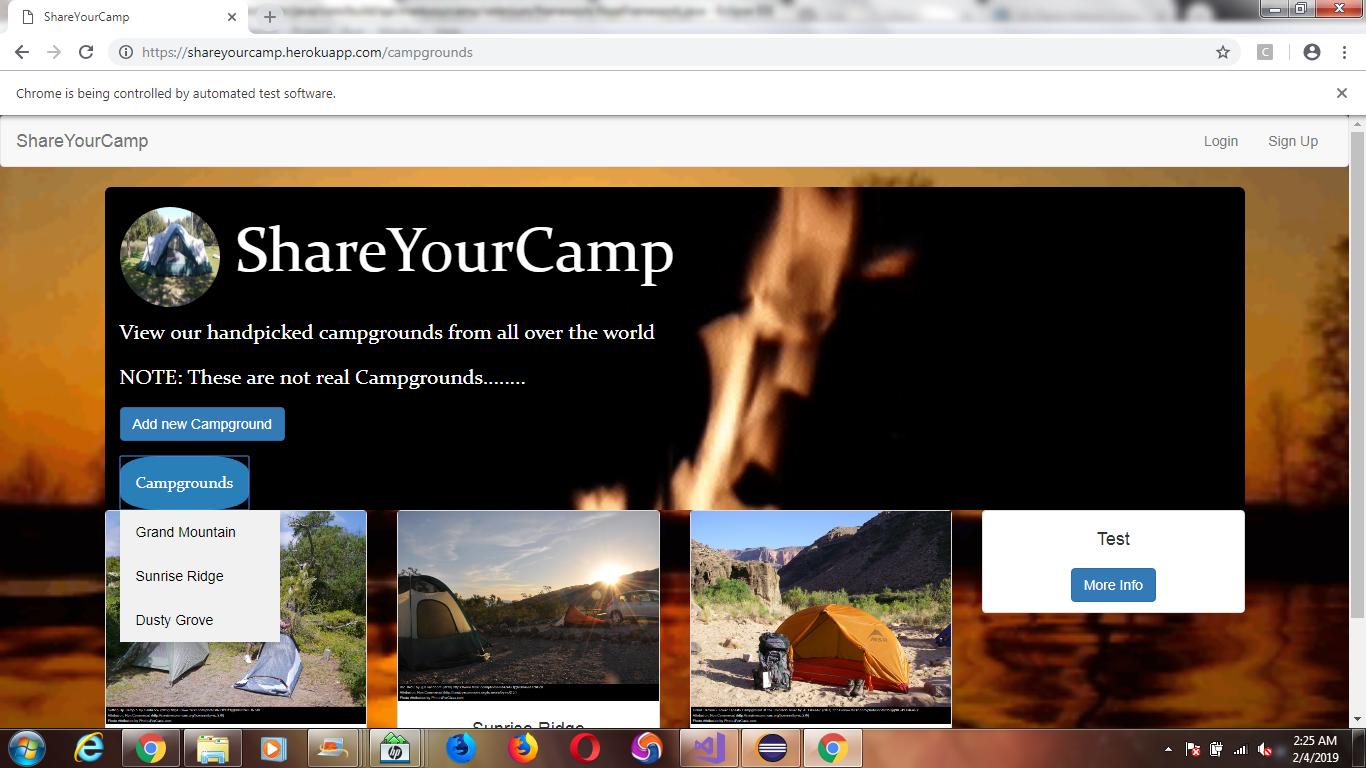 ShareYourCamp
https://shareyourcamp.herokuapp.com/campgrounds
C
Chrome is being controlled by automated test software.
ShareYourCamp
Login
Sign Up
ShareYourCamp
View our handpicked campgrounds from all over the world
NOTE: These are not real Campgrounds........
Add new Campground
Campgrounds
Grand Mountain
Sunrise Ridge
Dusty Grove
Test
More Info
Sunrise Ridge
hp
2:25 AM
2/4/2019